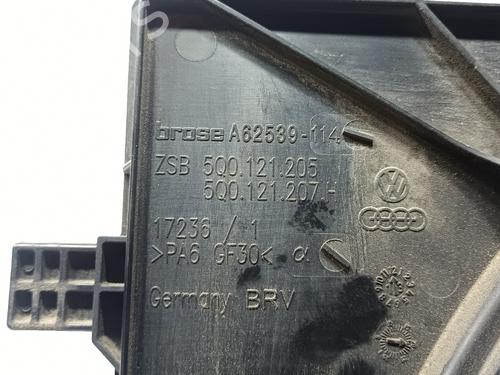 brose A62539-114
ZSB 5Q0.121.205
5Q0.121.207 H
17236 / 1
>PA6 GF30< α
Germany BRV